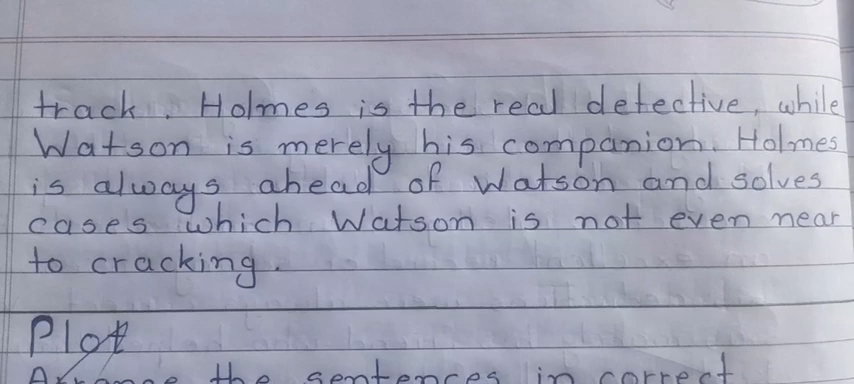 track. Holmes is the real detective, while
Watson is merely his companion. Holmes
is always ahead of Watson and solves
cases which Watson is not even near
to cracking.
Plot
Arrange the sentences in correct